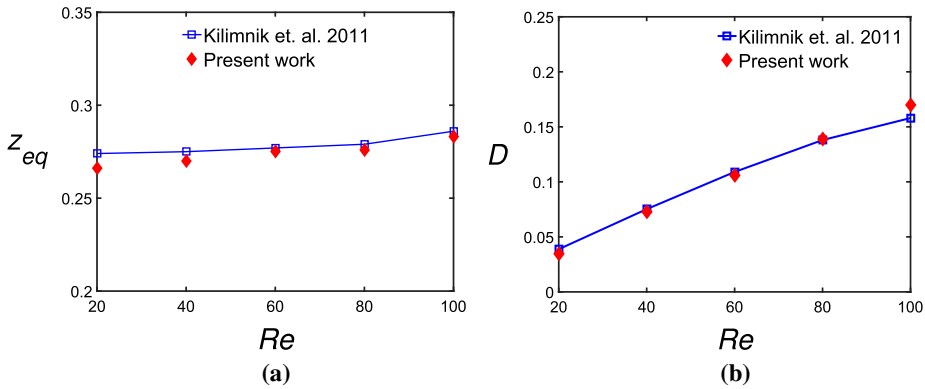 0.35
0.3
0.25
0.2
z_eq
Kilimnik et. al. 2011
Present work
20 40 60 80 100
Re
(a)
0.25
0.2
0.15
0.1
0.05
0
D
Kilimnik et. al. 2011
Present work
20 40 60 80 100
Re
(b)